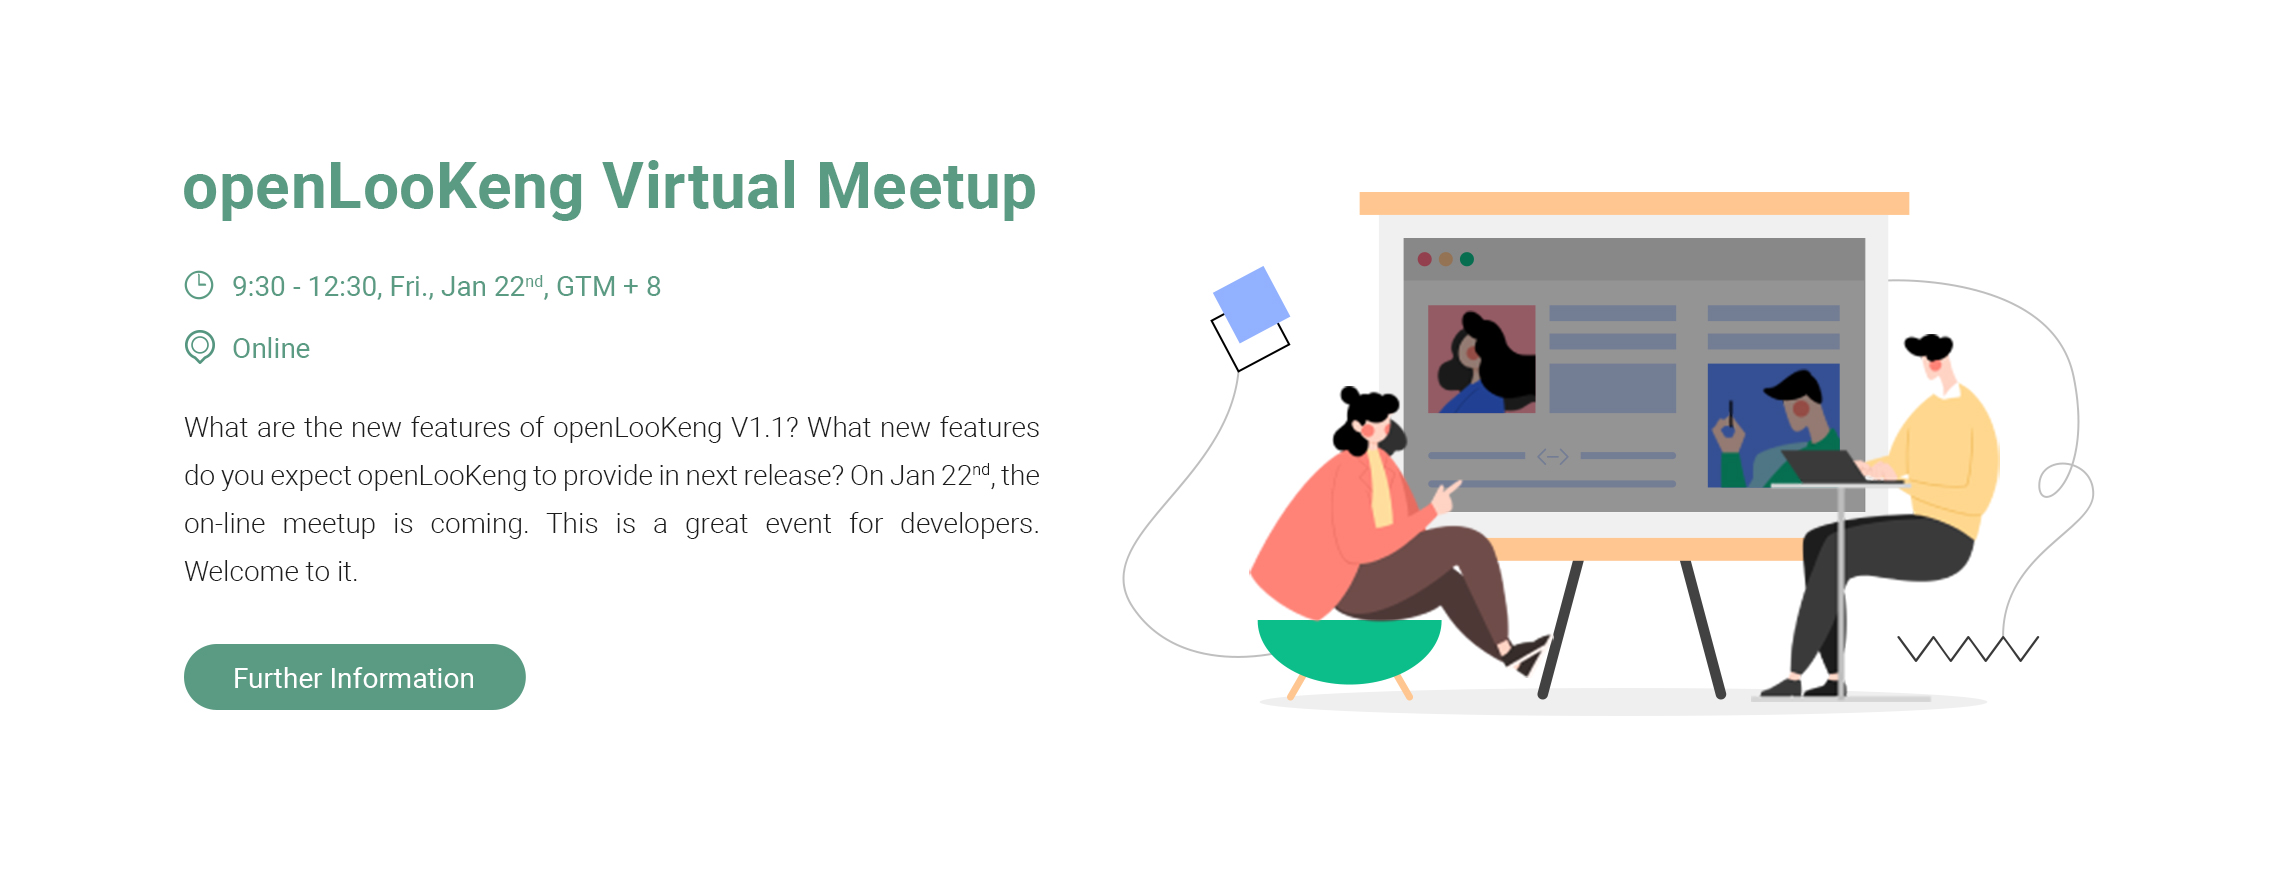 openLooKeng Virtual Meetup
9:30 - 12:30, Fri., Jan 22nd, GTM + 8
Online
What are the new features of openLooKeng V1.1? What new features
do you expect openLooKeng to provide in next release? On Jan 22nd, the
on-line meetup is coming. This is a great event for developers.
Welcome to it.
Further Information